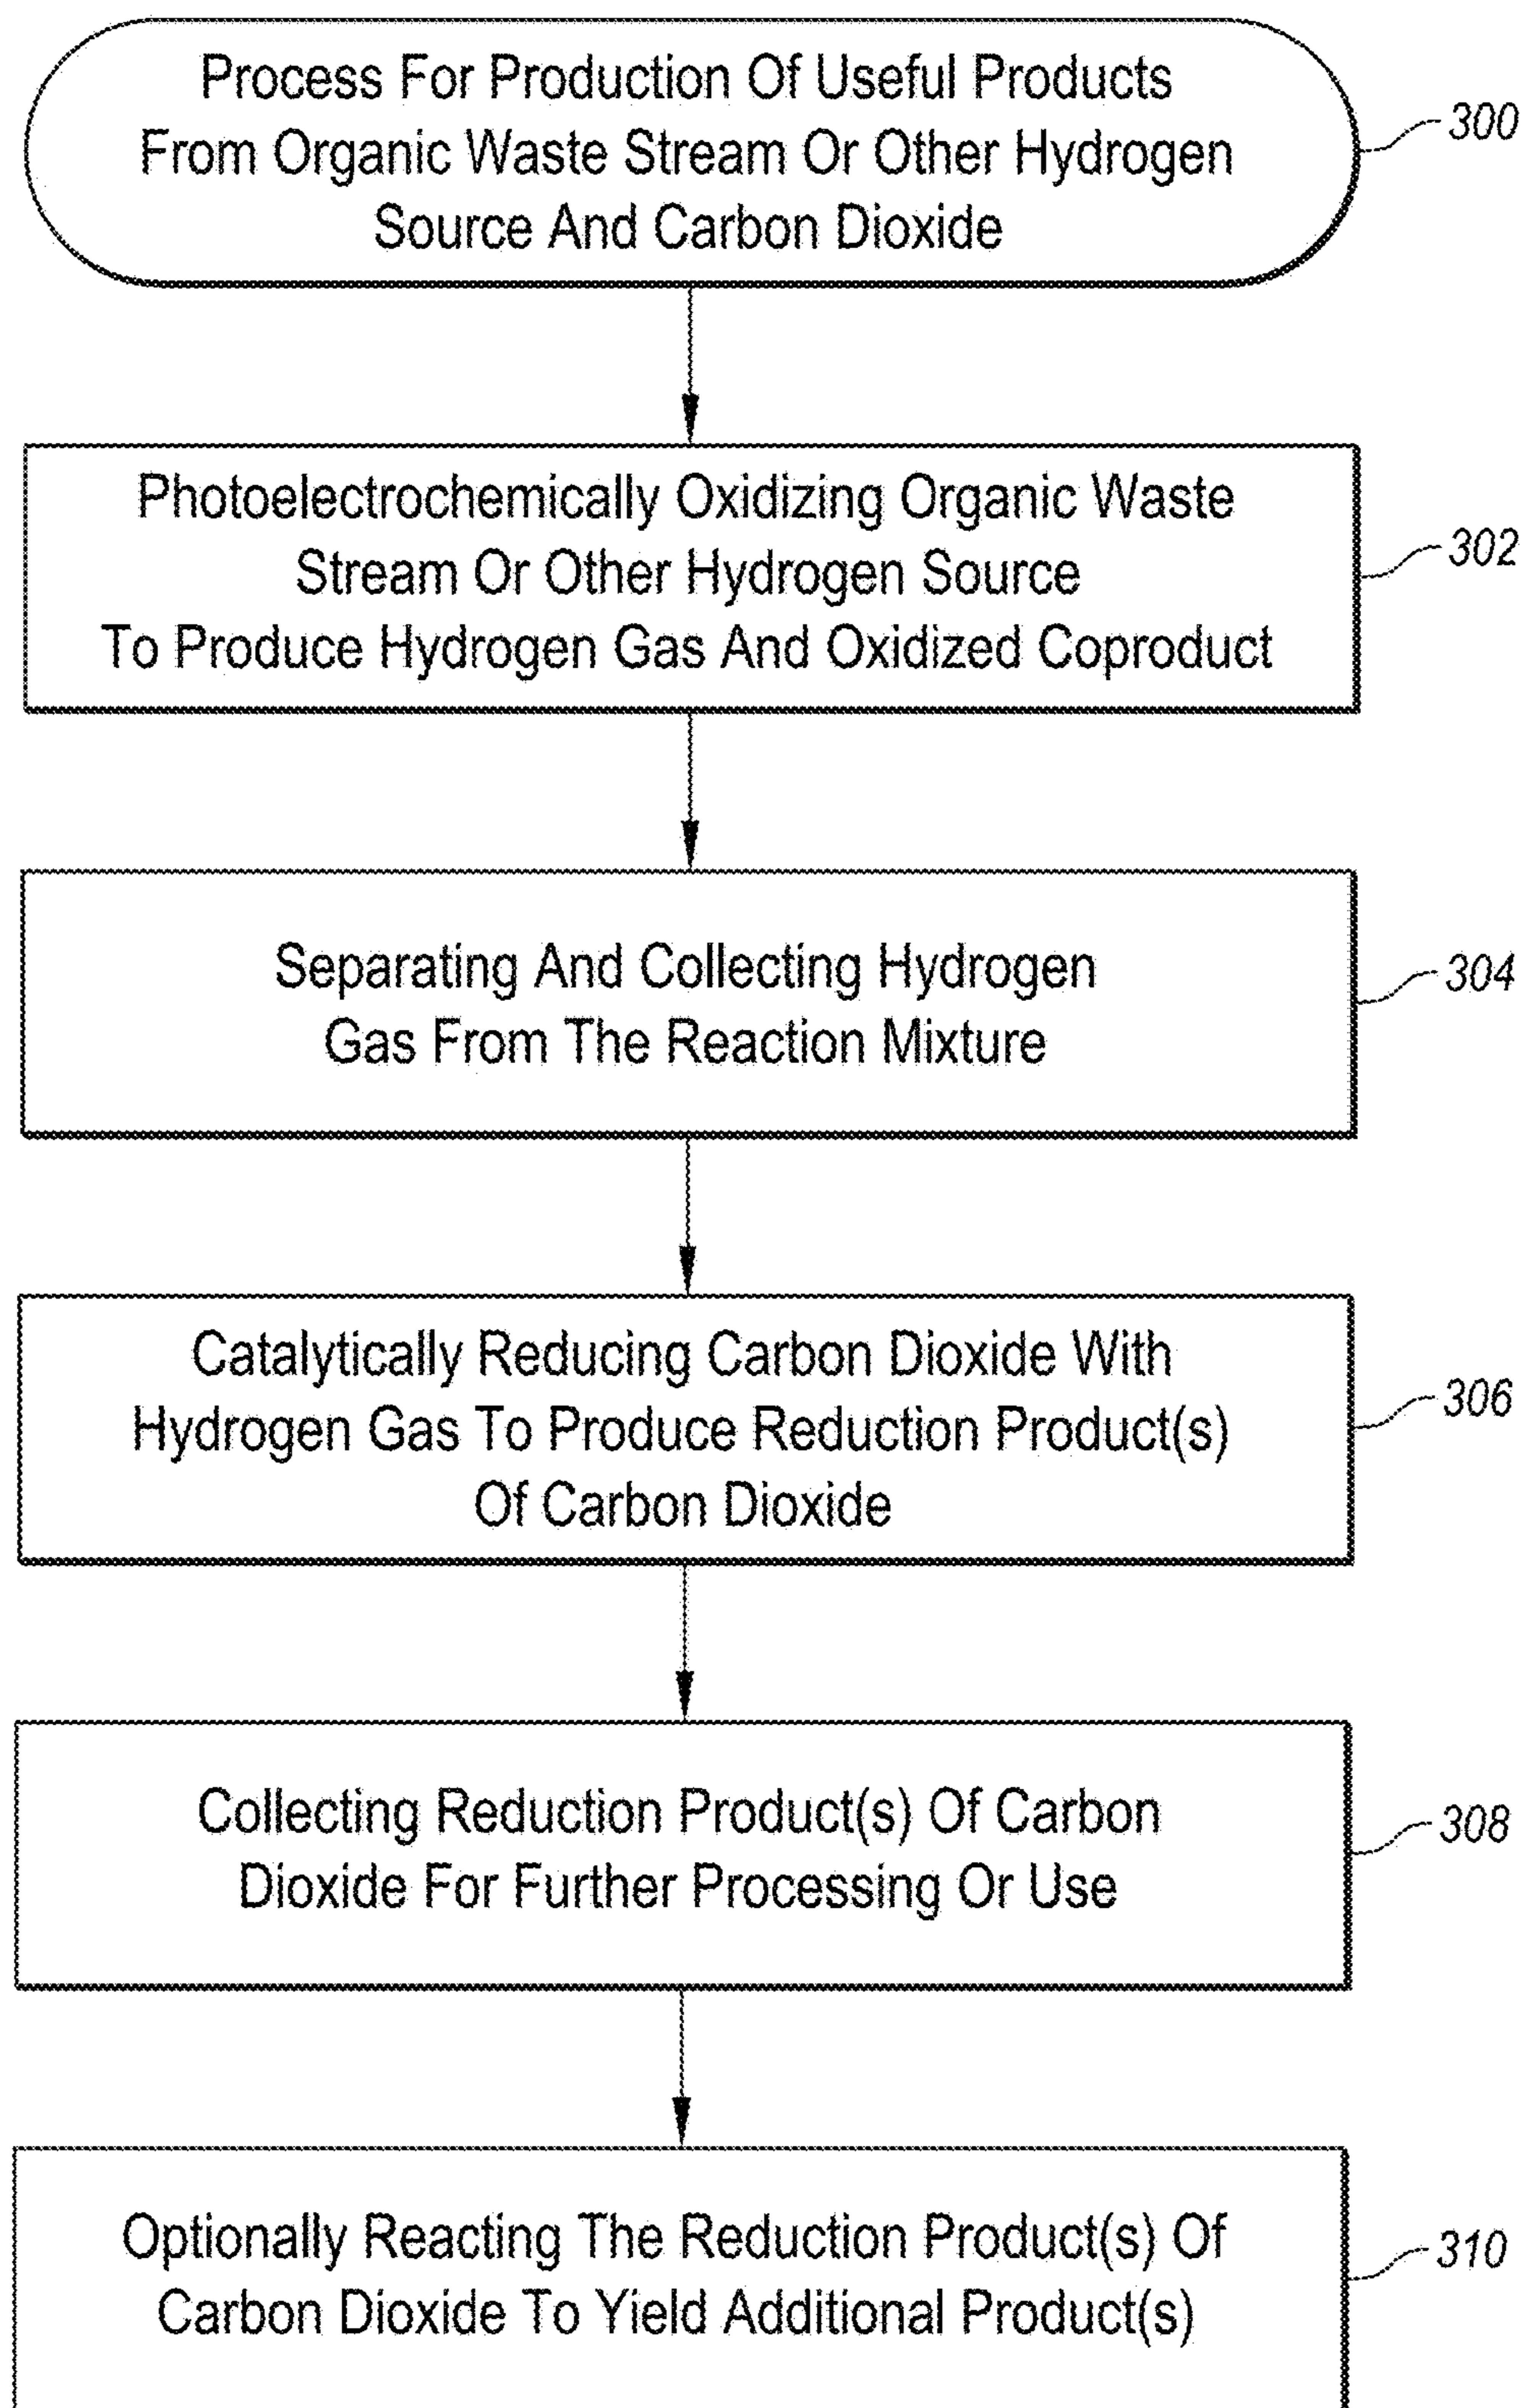 Process For Production Of Useful Products
From Organic Waste Stream Or Other Hydrogen
Source And Carbon Dioxide
300
Photoelectrochemically Oxidizing Organic Waste
Stream Or Other Hydrogen Source
To Produce Hydrogen Gas And Oxidized Coproduct
302
Separating And Collecting Hydrogen
Gas From The Reaction Mixture
304
Catalytically Reducing Carbon Dioxide With
Hydrogen Gas To Produce Reduction Product(s)
Of Carbon Dioxide
306
Collecting Reduction Product(s) Of Carbon
Dioxide For Further Processing Or Use
308
Optionally Reacting The Reduction Product(s) Of
Carbon Dioxide To Yield Additional Product(s)
310